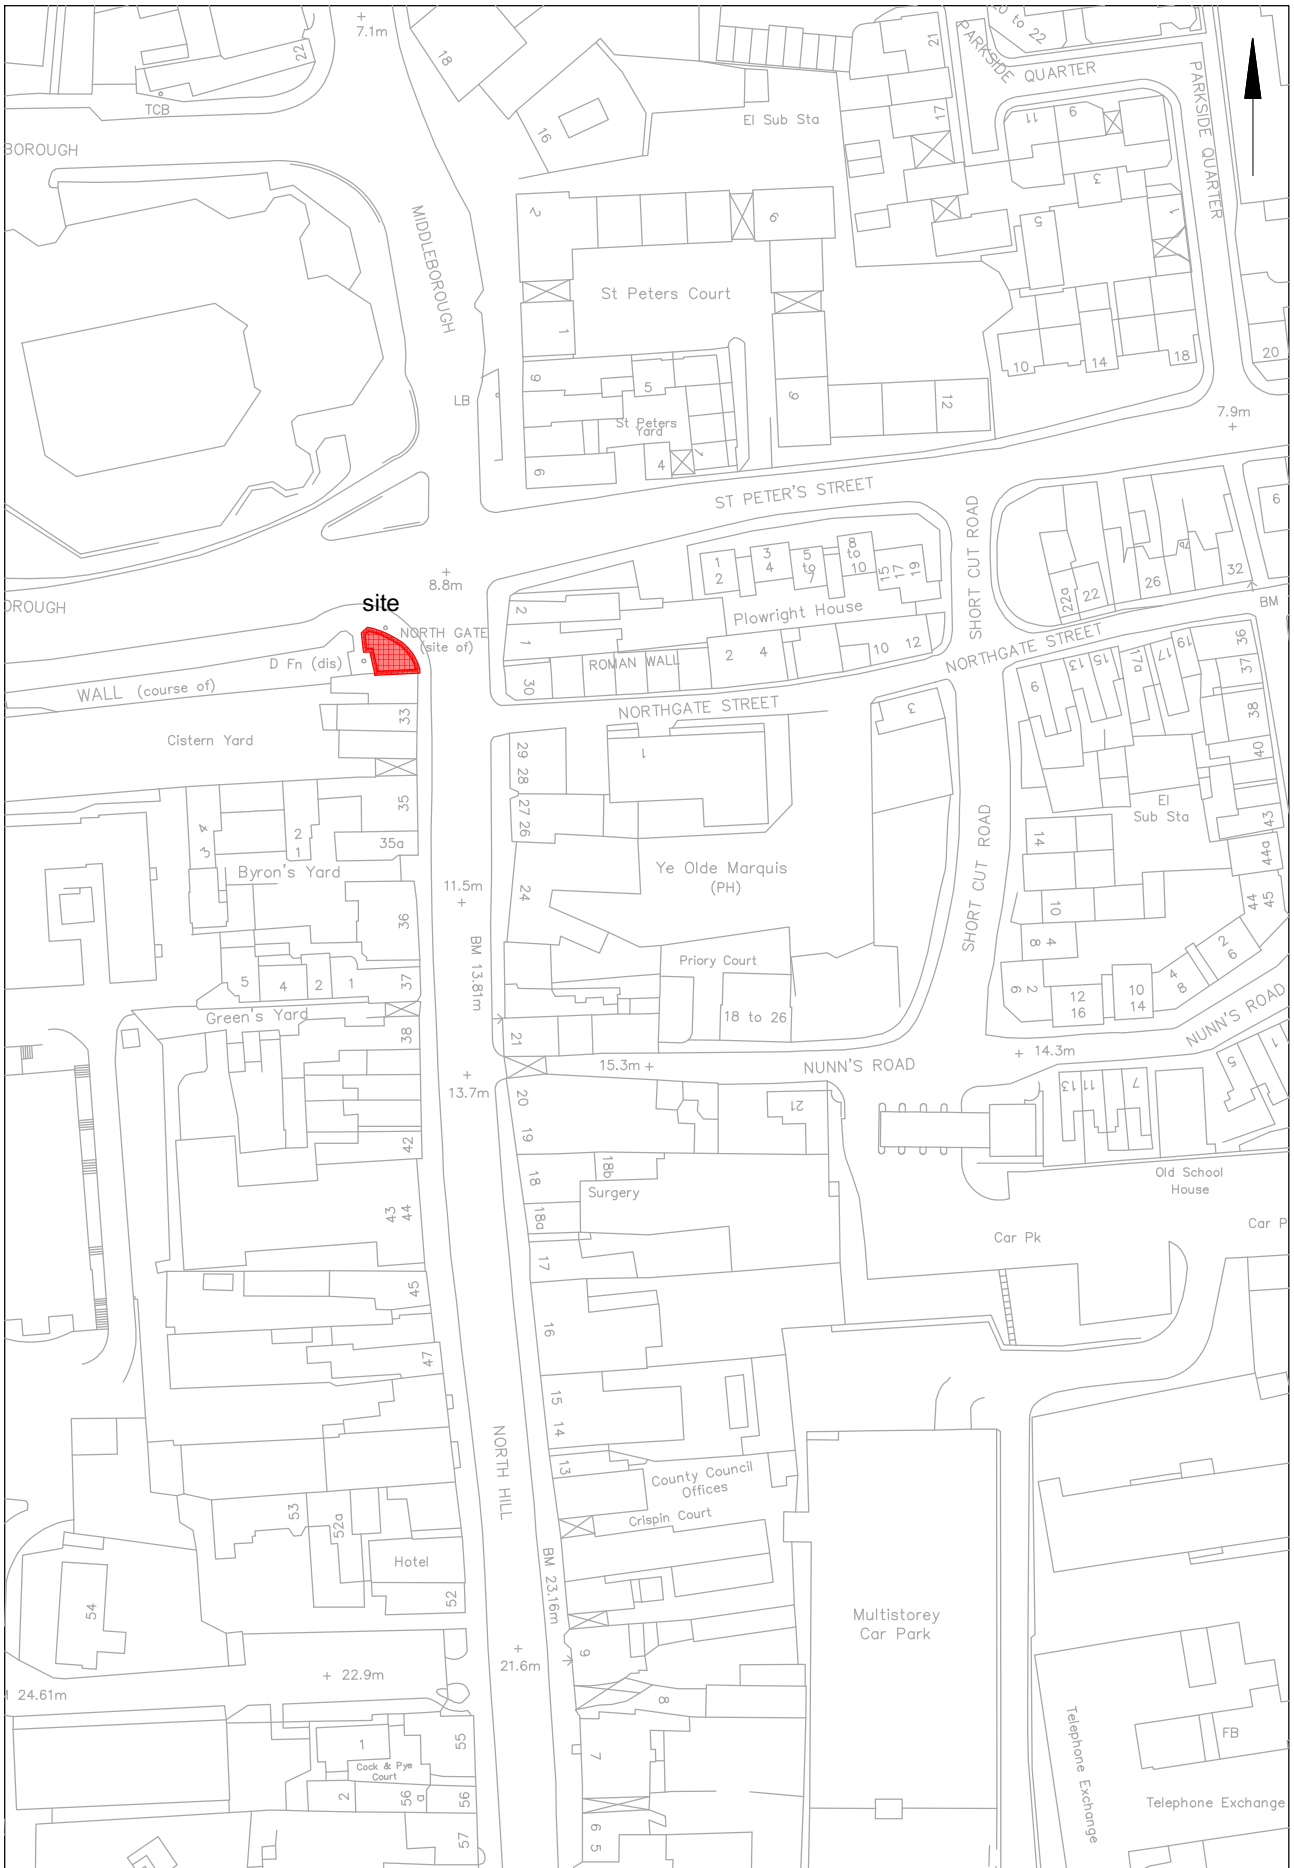 7.1m
18
22
TCB
BOROUGH
16
El Sub Sta
21
17
PARKSIDE
QUARTER
20 to 22
PARKSIDE QUARTER
11
9
3
5
1
MIDDLEBOROUGH
2
6
St Peters Court
1
9
5
St Peters
Yard
4
1
6
LB
9
12
10
14
18
20
7.9m
ST PETER'S STREET
SHORT CUT ROAD
8.8m
OROUGH
site
NORTH GATE
(site of)
D Fn (dis)
WALL (course of)
1
2
3
4
5
to
7
8
to
10
15
17
19
Plowright House
2
1
30
ROMAN WALL
2
4
10
12
22a
22
26
32
6
BM
NORTHGATE STREET
NORTHGATE STREET
33
Cistern Yard
35
35a
4
3
2
1
Byron's Yard
36
37
5
4
2
1
Green's Yard
38
42
43
44
45
47
29
28
27
26
24
1
3
Ye Olde Marquis
(PH)
Priory Court
18 to 26
21
11.5m
BM 13.81m
13.7m
15.3m
NUNN'S ROAD
SHORT CUT ROAD
9
13
15
17a
17
19
36
37
38
40
El
Sub Sta
43
44a
44
45
14
10
8
4
6
2
12
16
10
14
4
8
2
6
14.3m
NUNN'S ROAD
5
1
13
11
7
Old School
House
Car Pk
Car P
20
19
18
18b
Surgery
18a
17
16
15
14
13
21
NORTH HILL
County Council
Offices
Crispin Court
53
52a
Hotel
52
54
BM 23.16m
9
8
7
6
5
21.6m
22.9m
24.61m
Multistorey
Car Park
1
Cock & Pye
Court
2
55
56
a
56
57
Telephone Exchange
FB
Telephone Exchange